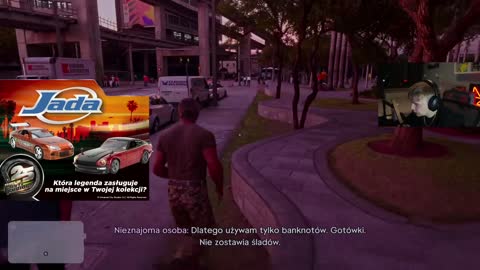 Jada
Która legenda zasługuje
na miejsce w Twojej kolekcji?
Nieznajoma osoba: Dlatego używam tylko banknotów. Gotówki.
Nie zostawia śladów.